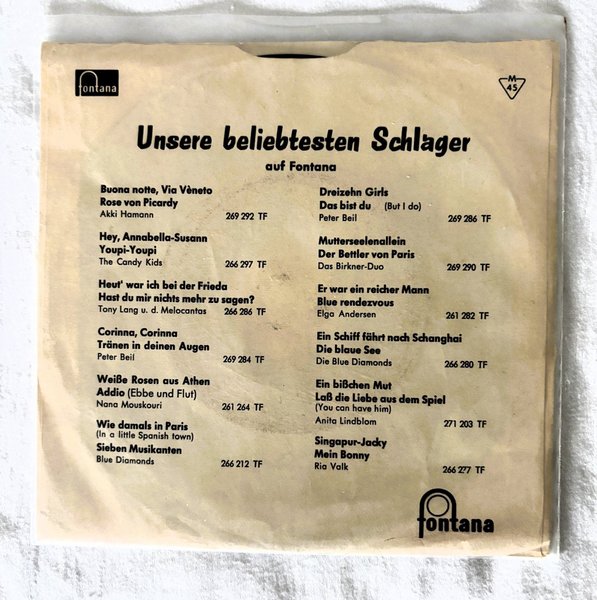 fontana
M
45
Unsere beliebtesten Schlager
auf Fontana
Buona notte, Via Vèneto
Rose von Picardy
Akki Hamann 269 292 TF
Hey, Annabella-Susann
Youpi-Youpi
The Candy Kids 266 297 TF
Heut' war ich bei der Frieda
Hast du mir nichts mehr zu sagen?
Tony Lang u. d. Melocantas 266 286 TF
Corinna, Corinna
Tränen in deinen Augen
Peter Beil 269 284 TF
Weiße Rosen aus Athen
Addio (Ebbe und Flut)
Nana Mouskouri 261 264 TF
Wie damals in Paris
(In a little Spanish town)
Sieben Musikanten
Blue Diamonds 266 212 TF
Dreizehn Girls
Das bist du (But I do)
Peter Beil 269 286 TF
Mutterseelenallein
Der Bettler von Paris
Das Birkner-Duo 269 290 TF
Er war ein reicher Mann
Blue rendezvous
Elga Andersen 261 282 TF
Ein Schiff fährt nach Schanghai
Die blaue See
Die Blue Diamonds 266 280 TF
Ein bißchen Mut
Laß die Liebe aus dem Spiel
(You can have him)
Anita Lindblom 271 203 TF
Singapur-Jacky
Mein Bonny
Ria Valk 266 277 TF
fontana